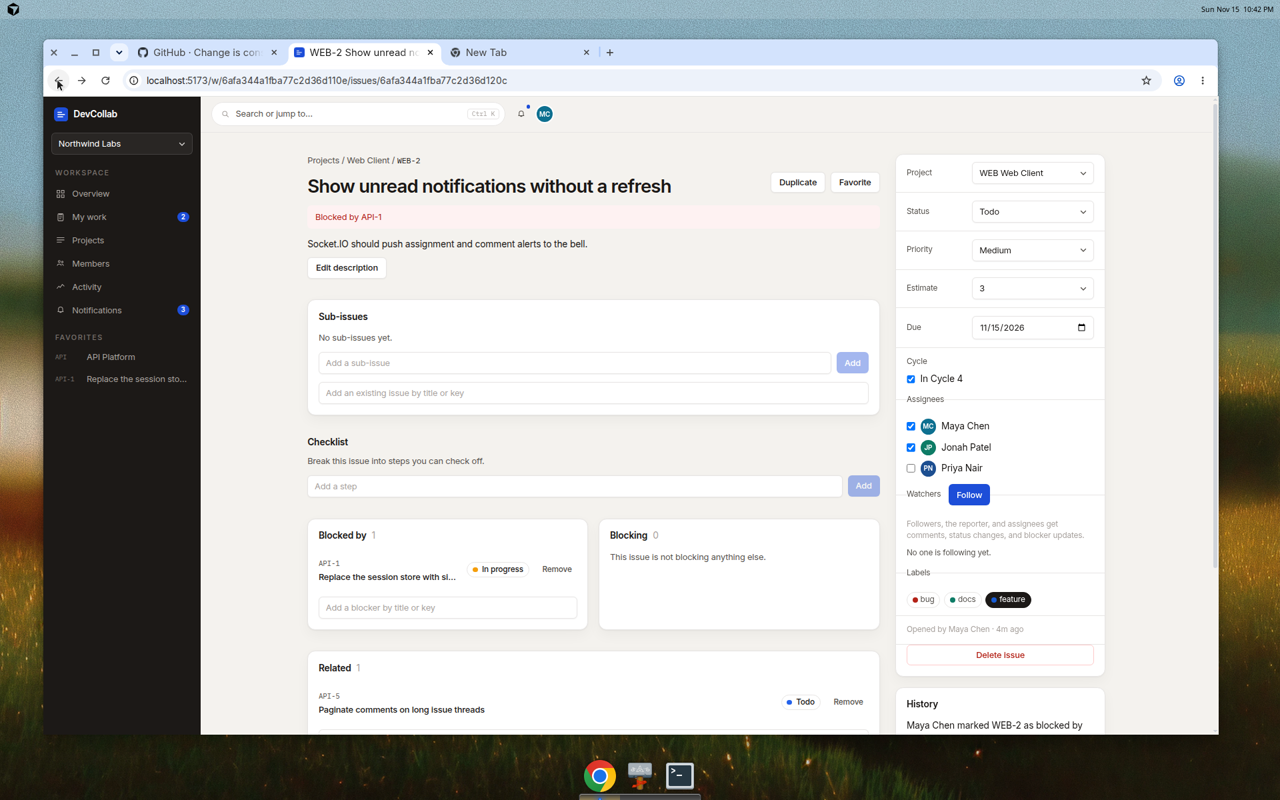 Sun Nov 15 10:42 PM
GitHub · Change is con
WEB-2 Show unread no
New Tab
localhost:5173/w/6afa344a1fba77c2d36d110e/issues/6afa344a1fba77c2d36d120c
DevCollab
Search or jump to...
Ctrl K
MC
Northwind Labs
WORKSPACE
Overview
My work 2
Projects
Members
Activity
Notifications 3
FAVORITES
API API Platform
API-1 Replace the session sto...
Projects / Web Client / WEB-2
Show unread notifications without a refresh
Duplicate
Favorite
Blocked by API-1
Socket.IO should push assignment and comment alerts to the bell.
Edit description
Sub-issues
No sub-issues yet.
Add a sub-issue
Add
Add an existing issue by title or key
Checklist
Break this issue into steps you can check off.
Add a step
Add
Blocked by 1
API-1
Replace the session store with si...
In progress
Remove
Add a blocker by title or key
Blocking 0
This issue is not blocking anything else.
Related 1
API-5
Paginate comments on long issue threads
Todo
Remove
Project
WEB Web Client
Status
Todo
Priority
Medium
Estimate
3
Due
11/15/2026
Cycle
In Cycle 4
Assignees
MC Maya Chen
JP Jonah Patel
PN Priya Nair
Watchers
Follow
Followers, the reporter, and assignees get
comments, status changes, and blocker updates.
No one is following yet.
Labels
bug
docs
feature
Opened by Maya Chen · 4m ago
Delete issue
History
Maya Chen marked WEB-2 as blocked by